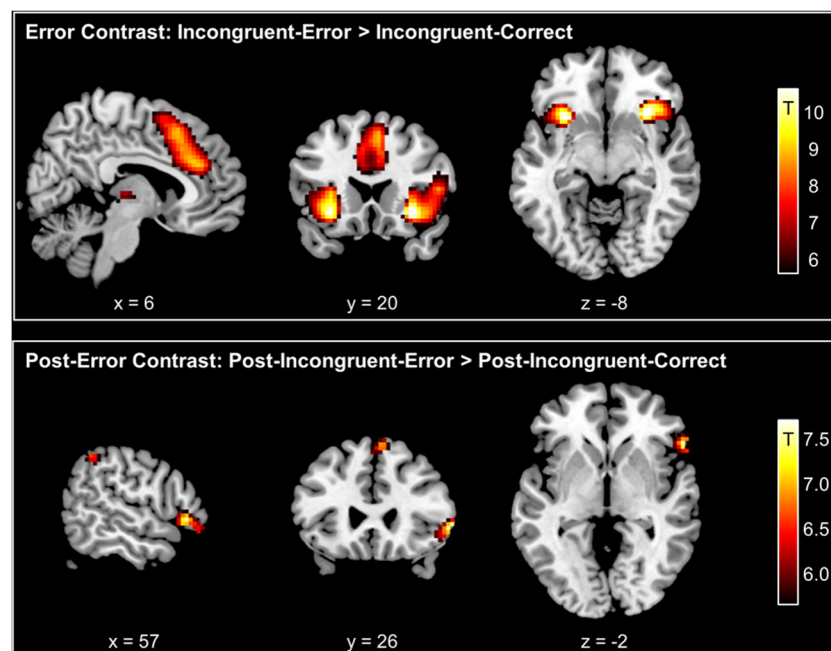 Error Contrast: Incongruent-Error > Incongruent-Correct
T
10
9
8
7
6
x = 6
y = 20
z = -8
Post-Error Contrast: Post-Incongruent-Error > Post-Incongruent-Correct
T
7.5
7.0
6.5
6.0
x = 57
y = 26
z = -2